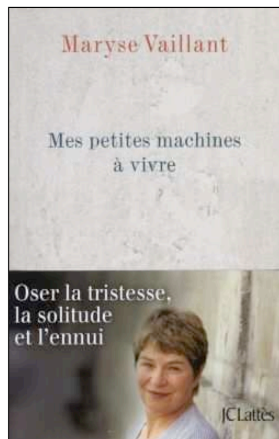 Maryse Vaillant
Mes petites machines
à vivre
Oser la tristesse,
la solitude
et l'ennui
JCLattès